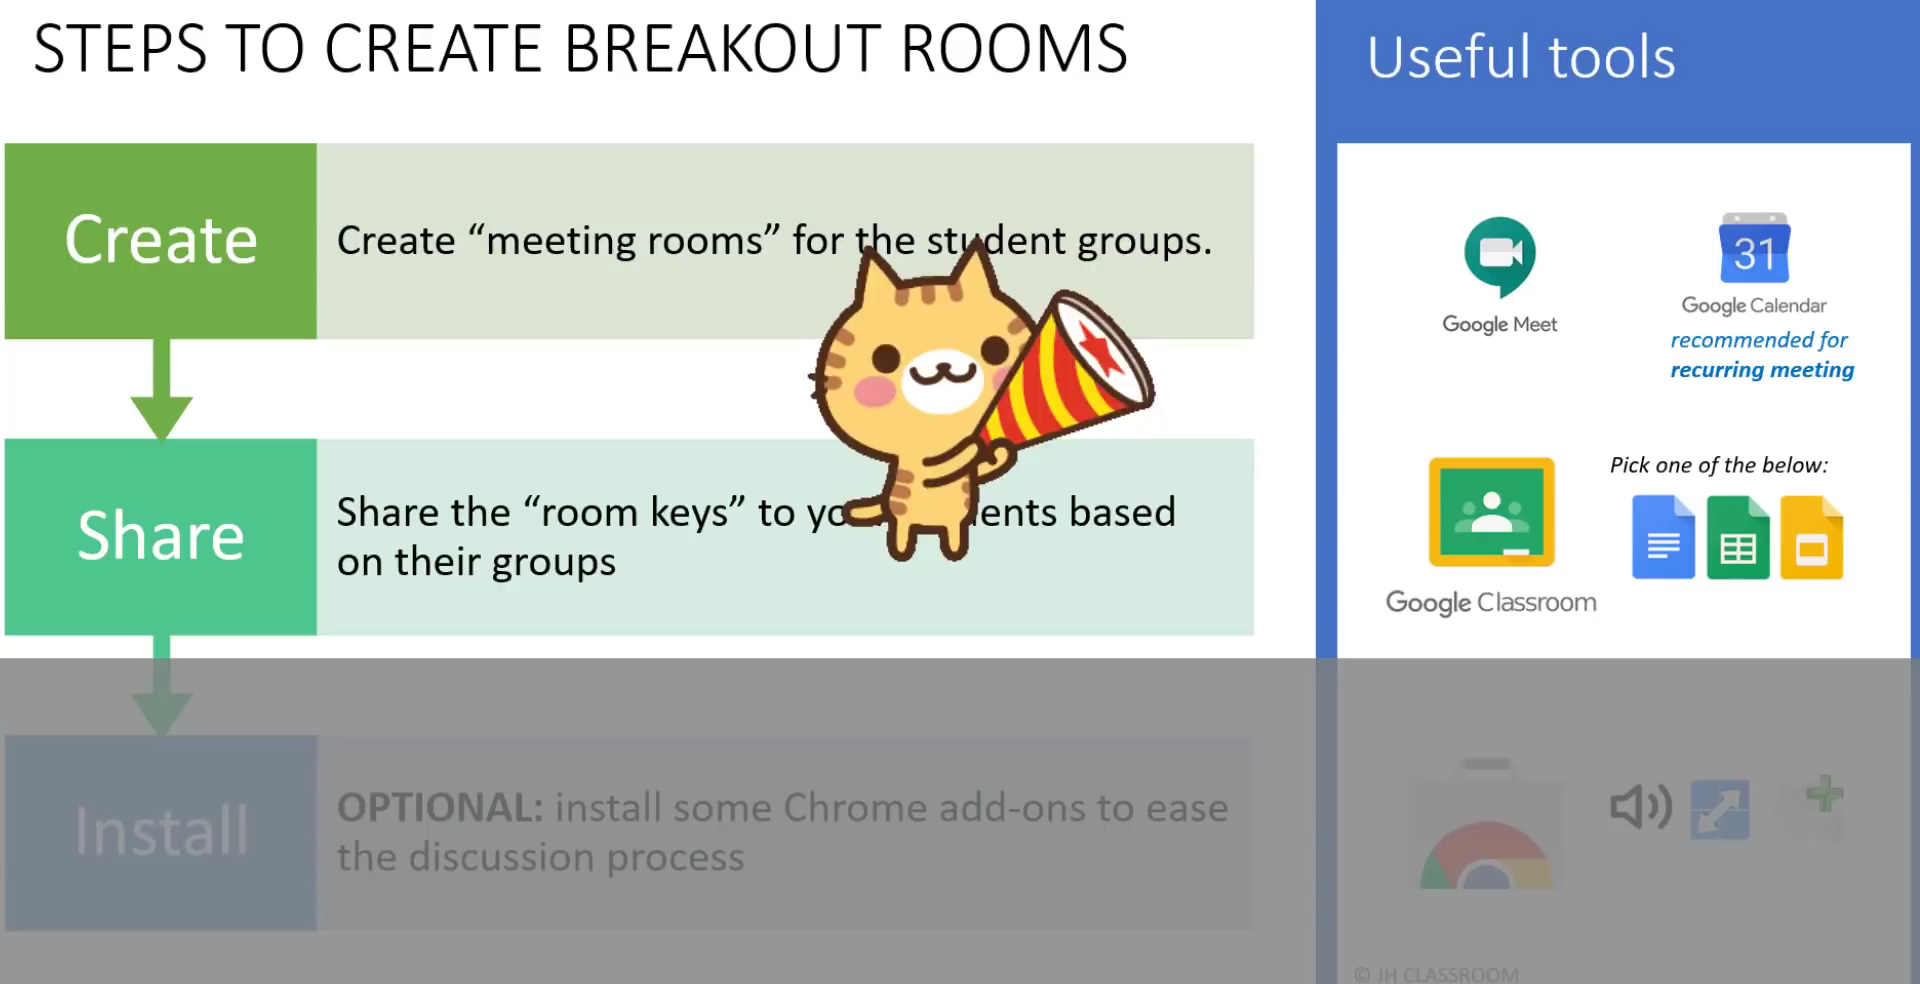 STEPS TO CREATE BREAKOUT ROOMS
Useful tools
Create
Create “meeting rooms” for the student groups.
Google Meet
31
Google Calendar
recommended for
recurring meeting
Share
Share the “room keys” to ents based
on their groups
Google Classroom
Pick one of the below:
Install
OPTIONAL: install some Chrome add-ons to ease
the discussion process
© JH CLASSROOM